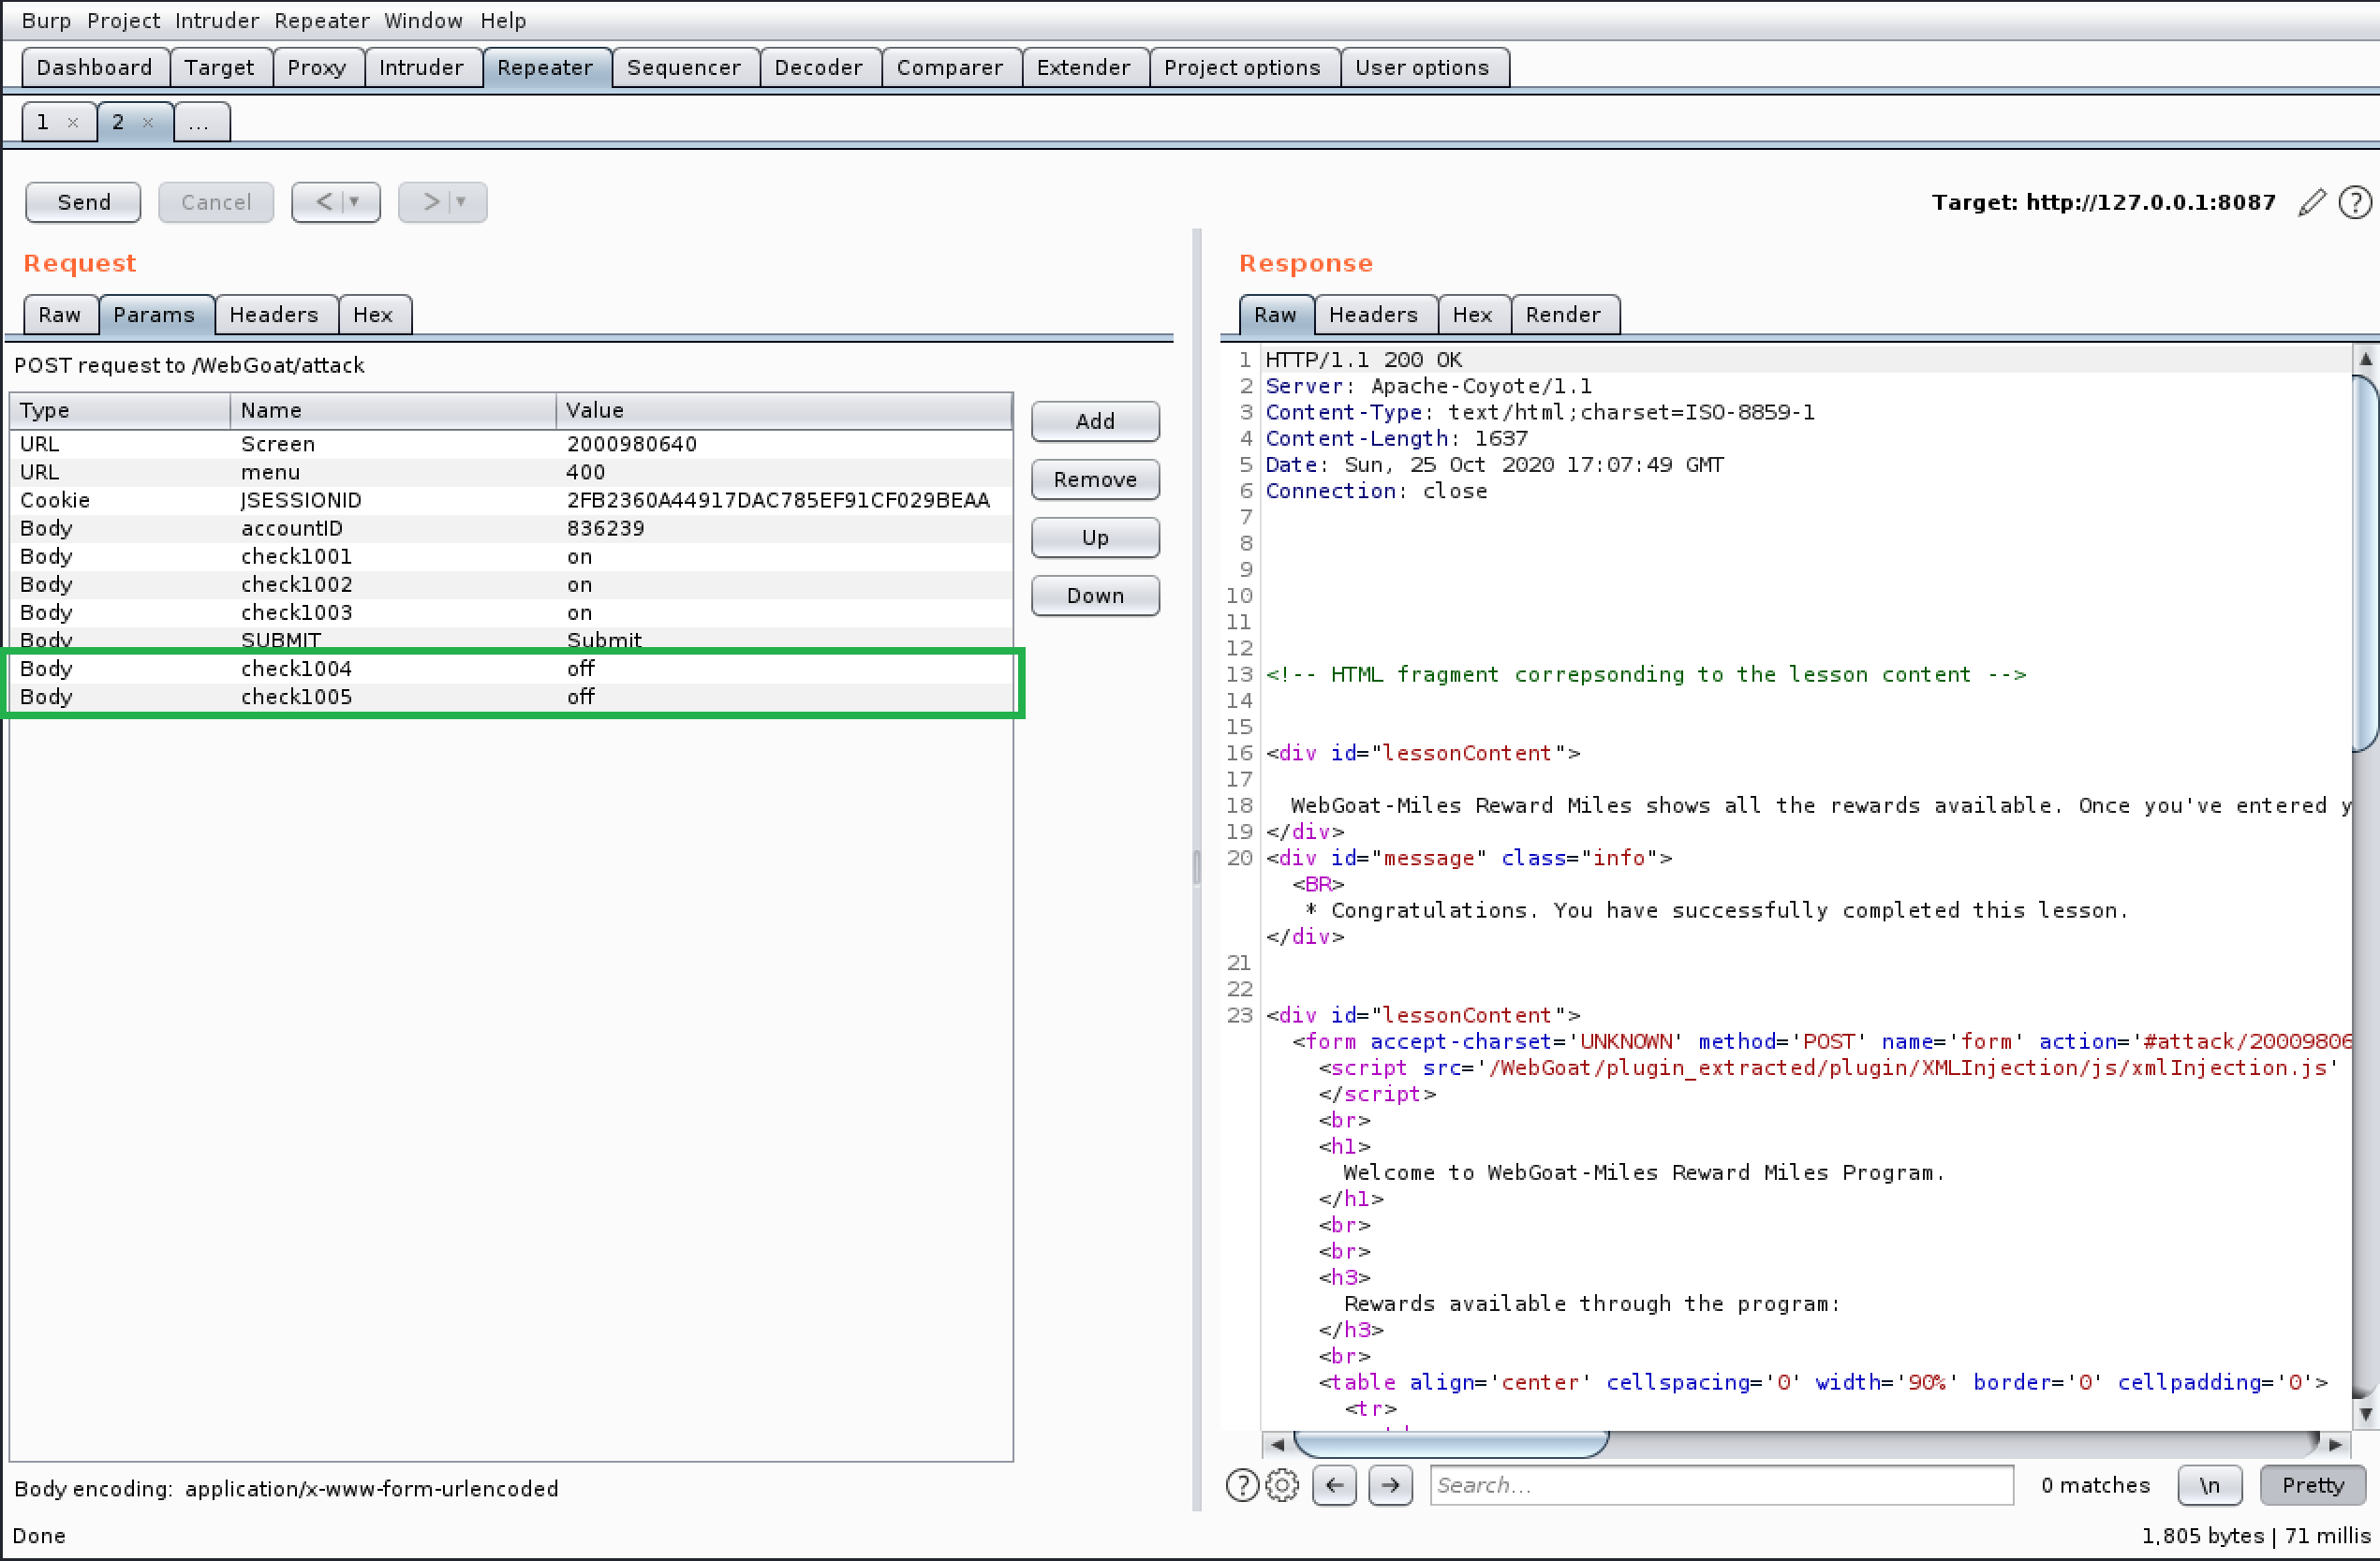 Burp Project Intruder Repeater Window Help
Dashboard Target Proxy Intruder Repeater Sequencer Decoder Comparer Extender Project options User options
1 × 2 × ...
Send Cancel < > Target: http://127.0.0.1:8087 ?
Request
Raw Params Headers Hex
POST request to /WebGoat/attack
Type Name Value
URL Screen 2000980640
URL menu 400
Cookie JSESSIONID 2FB2360A44917DAC785EF91CF029BEAA
Body accountID 836239
Body check1001 on
Body check1002 on
Body check1003 on
Body SUBMIT Submit
Body check1004 off
Body check1005 off
Add
Remove
Up
Down
Body encoding: application/x-www-form-urlencoded
Done
Response
Raw Headers Hex Render
1 HTTP/1.1 200 OK
2 Server: Apache-Coyote/1.1
3 Content-Type: text/html;charset=ISO-8859-1
4 Content-Length: 1637
5 Date: Sun, 25 Oct 2020 17:07:49 GMT
6 Connection: close
7
8
9
10
11
12
13 <!-- HTML fragment correpsonding to the lesson content -->
14
15
16 <div id="lessonContent">
17
18 WebGoat-Miles Reward Miles shows all the rewards available. Once you've entered y
19 </div>
20 <div id="message" class="info">
<BR>
* Congratulations. You have successfully completed this lesson.
</div>
21
22
23 <div id="lessonContent">
<form accept-charset='UNKNOWN' method='POST' name='form' action='#attack/20009806
<script src='/WebGoat/plugin_extracted/plugin/XMLInjection/js/xmlInjection.js'
</script>
<br>
<h1>
Welcome to WebGoat-Miles Reward Miles Program.
</h1>
<br>
<br>
<h3>
Rewards available through the program:
</h3>
<br>
<table align='center' cellspacing='0' width='90%' border='0' cellpadding='0'>
<tr>
? ← → Search... 0 matches \n Pretty
1,805 bytes | 71 millis